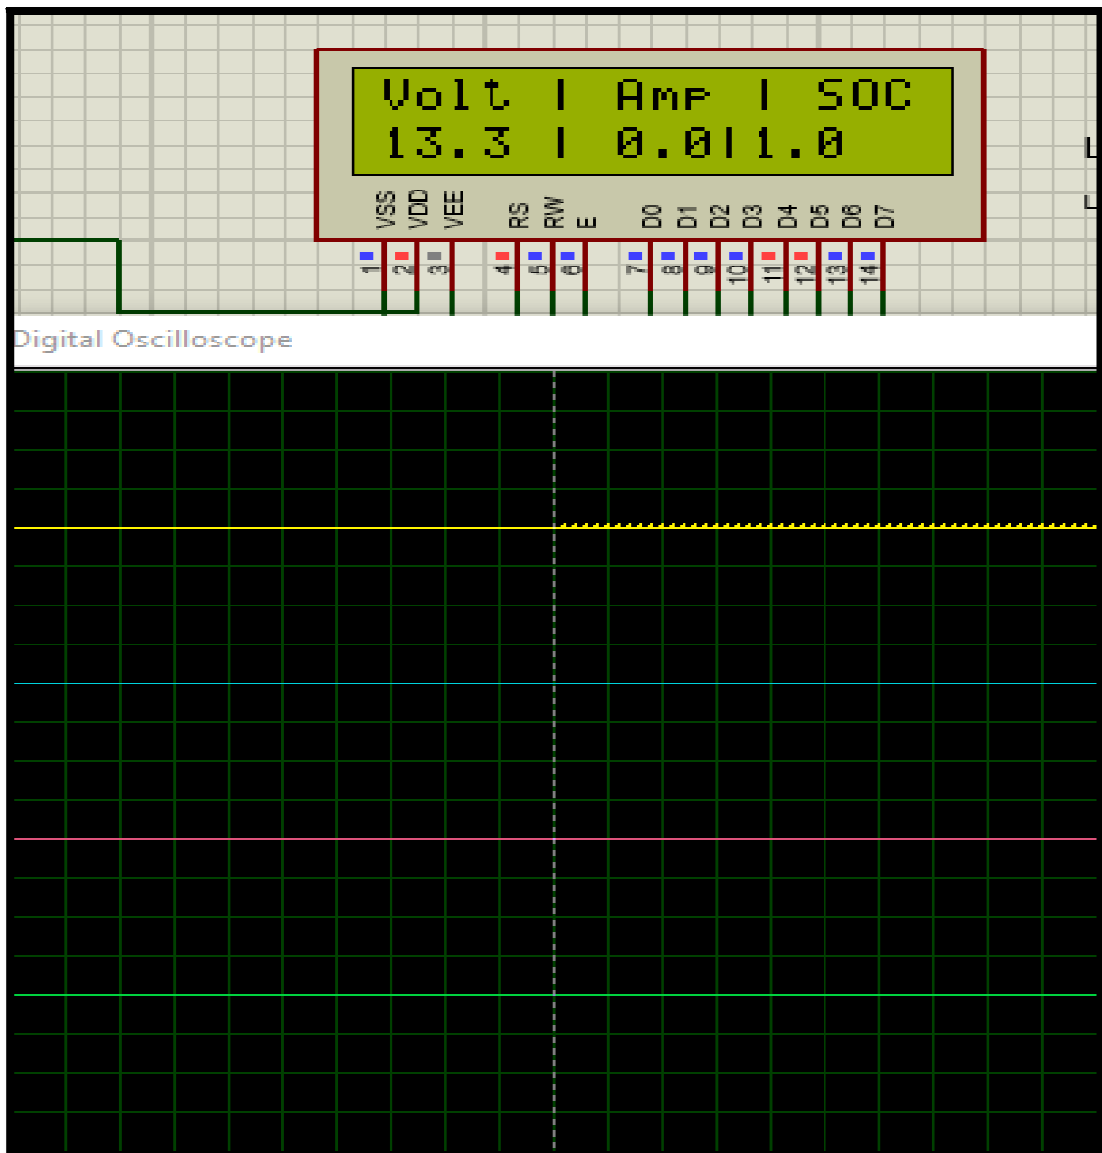 Volt | Amp | SOC
13.3 | 0.0|1.0
VSS VDD VEE RS RW E D0 D1 D2 D3 D4 D5 D6 D7
1 2 3 4 5 6 7 8 9 10 11 12 13 14
Digital Oscilloscope